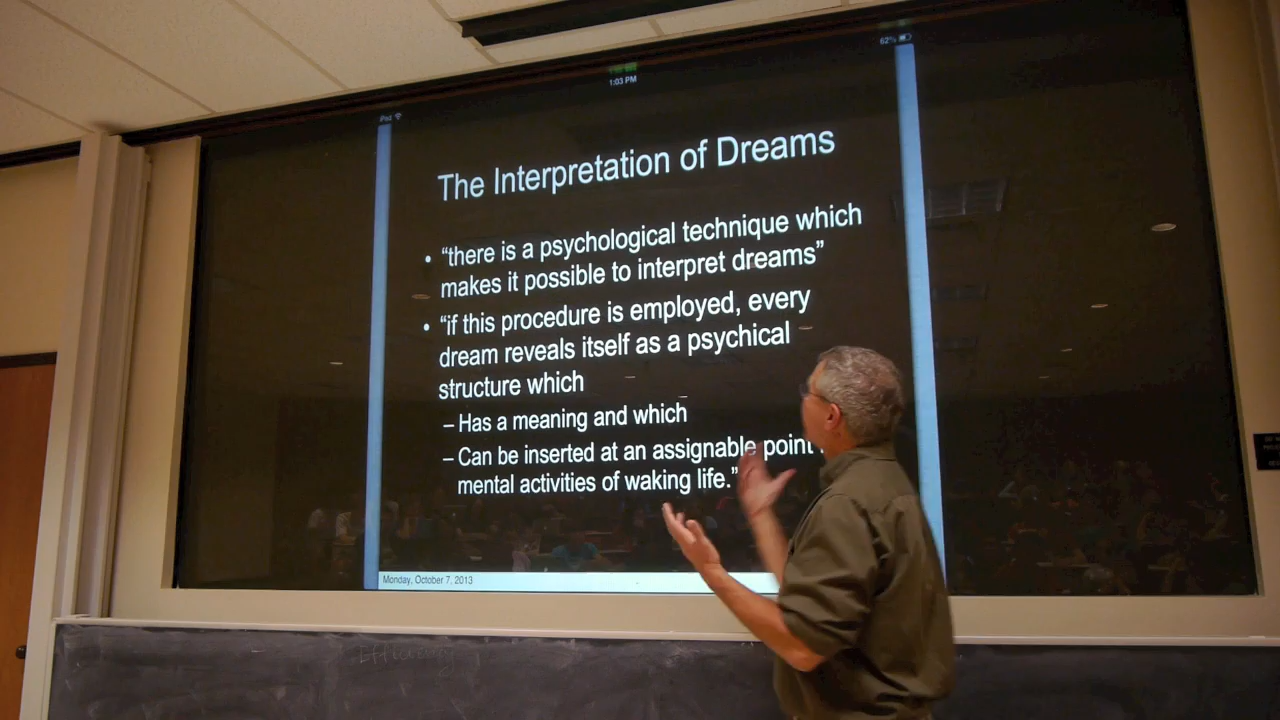 iPad
1:03 PM
62%
The Interpretation of Dreams
• “there is a psychological technique which
makes it possible to interpret dreams”
• “if this procedure is employed, every
dream reveals itself as a psychical
structure which
– Has a meaning and which
– Can be inserted at an assignable point
mental activities of waking life.”
Monday, October 7, 2013
Efficiency